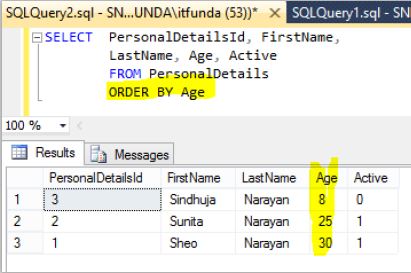 SQLQuery2.sql - SN...UNDA\itfunda (53))* × SQLQuery1.sql - SN
SELECT PersonalDetailsId, FirstName,
LastName, Age, Active
FROM PersonalDetails
ORDER BY Age
100 %
Results Messages
PersonalDetailsId FirstName LastName Age Active
1 3 Sindhuja Narayan 8 0
2 2 Sunita Narayan 25 1
3 1 Sheo Narayan 30 1